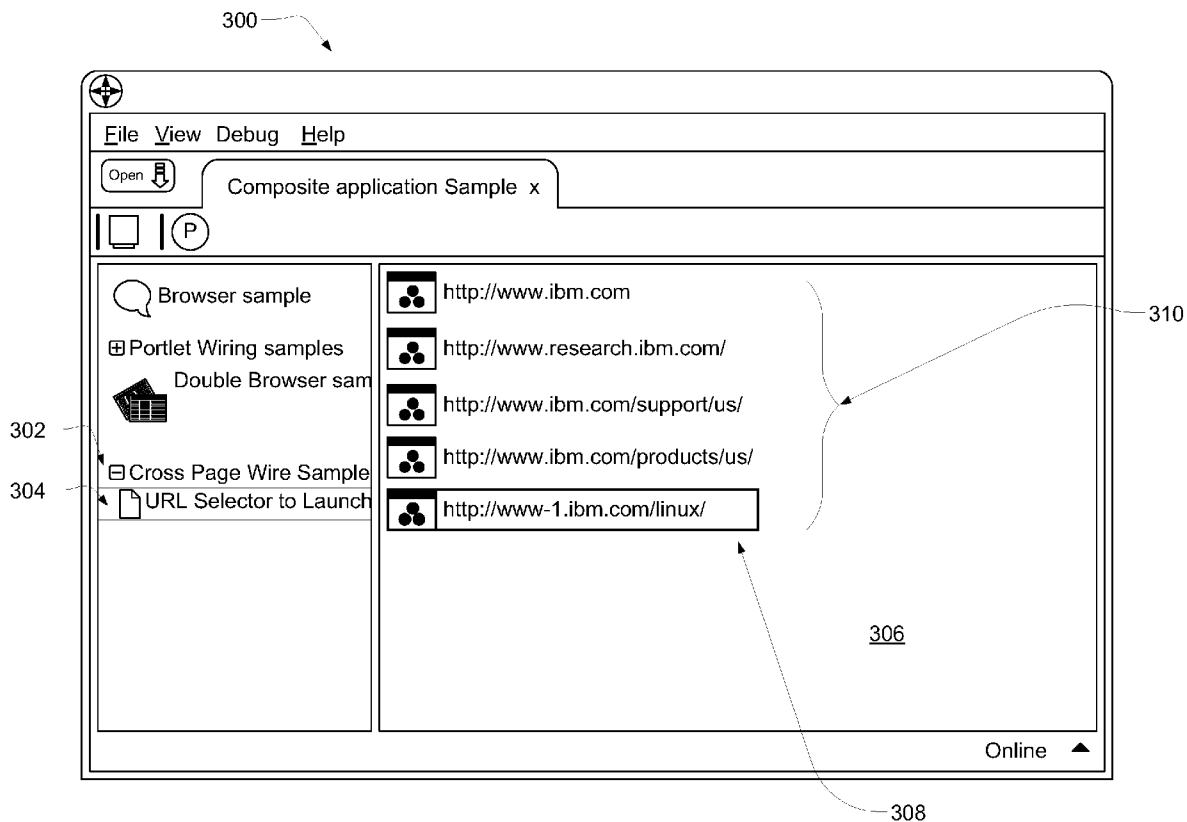 300
File View Debug Help
Open
Composite application Sample x
P
Browser sample
Portlet Wiring samples
Double Browser sam
302
Cross Page Wire Sample
304
URL Selector to Launch
http://www.ibm.com
http://www.research.ibm.com/
http://www.ibm.com/support/us/
http://www.ibm.com/products/us/
http://www-1.ibm.com/linux/
310
306
Online
308